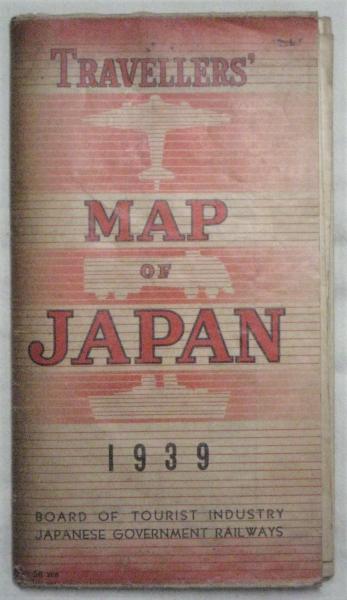 TRAVELLERS'
MAP
OF
JAPAN
1939
BOARD OF TOURIST INDUSTRY
JAPANESE GOVERNMENT RAILWAYS